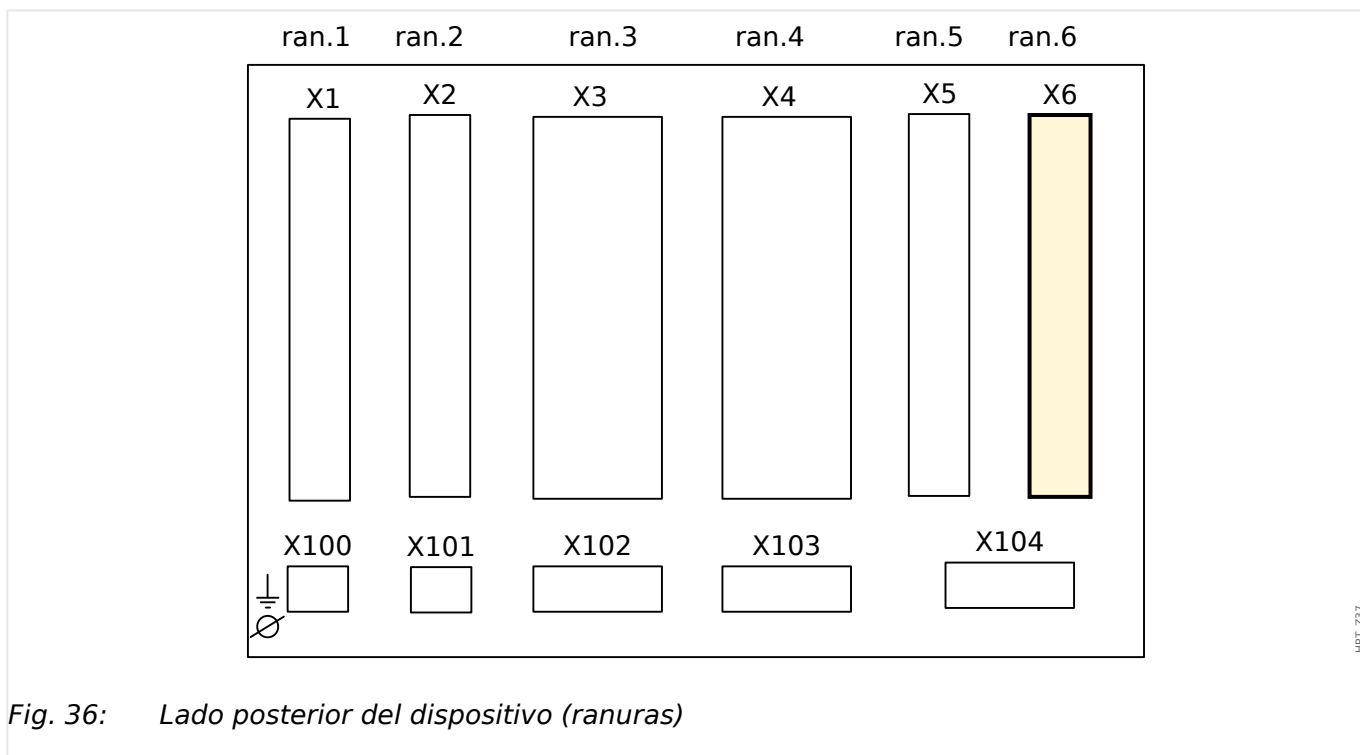 ran.1 ran.2 ran.3 ran.4 ran.5 ran.6
X1 X2 X3 X4 X5 X6
X100 X101 X102 X103 X104
Fig. 36: Lado posterior del dispositivo (ranuras)